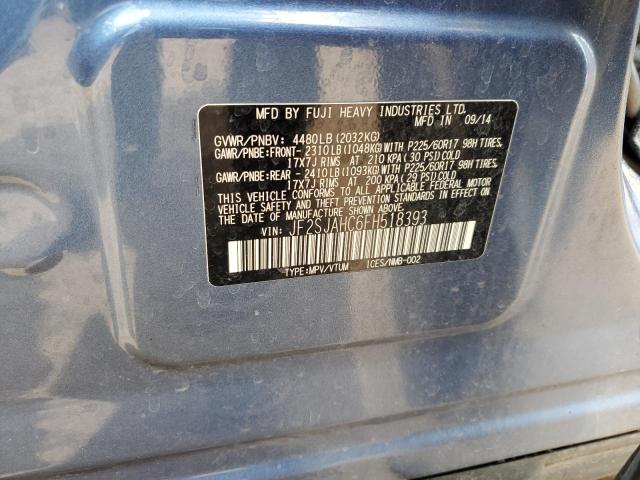 MFD BY FUJI HEAVY INDUSTRIES LTD.
MFD IN 09/14
GVWR/PNBV: 4480LB (2032KG)
GAWR/PNBE:FRONT- 2310LB(1048KG)WITH P225/60R17 98H TIRES,
17X7J RIMS AT 210 KPA(30 PSI)COLD
GAWR/PNBE:REAR - 2410LB(1093KG)WITH P225/60R17 98H TIRES,
17X7J RIMS AT 200 KPA(29 PSI)COLD
THIS VEHICLE CONFORMS TO ALL APPLICABLE FEDERAL MOTOR
VEHICLE SAFETY AND BUMPER STANDARDS IN EFFECT ON
THE DATE OF MANUFACTURE SHOWN ABOVE.
VIN: JF2SJAHC6FH518393
TYPE:MPV/VTUM ICES/NMB-002